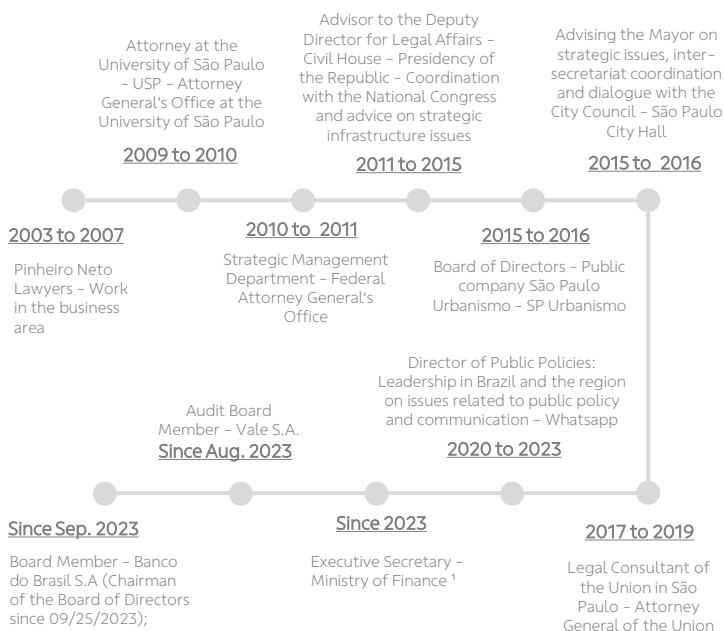 Attorney at the
University of São Paulo
– USP – Attorney
General's Office at the
University of São Paulo
2009 to 2010
Advisor to the Deputy
Director for Legal Affairs –
Civil House – Presidency of
the Republic – Coordination
with the National Congress
and advice on strategic
infrastructure issues
2011 to 2015
Advising the Mayor on
strategic issues, inter-
secretariat coordination
and dialogue with the
City Council – São Paulo
City Hall
2015 to 2016
2003 to 2007
Pinheiro Neto
Lawyers – Work
in the business
area
2010 to 2011
Strategic Management
Department – Federal
Attorney General's
Office
2015 to 2016
Board of Directors – Public
company São Paulo
Urbanismo – SP Urbanismo
Director of Public Policies:
Leadership in Brazil and the region
on issues related to public policy
and communication – Whatsapp
2020 to 2023
Audit Board
Member – Vale S.A.
Since Aug. 2023
Since Sep. 2023
Board Member – Banco
do Brasil S.A (Chairman
of the Board of Directors
since 09/25/2023);
Since 2023
Executive Secretary –
Ministry of Finance ¹
2017 to 2019
Legal Consultant of
the Union in São
Paulo – Attorney
General of the Union